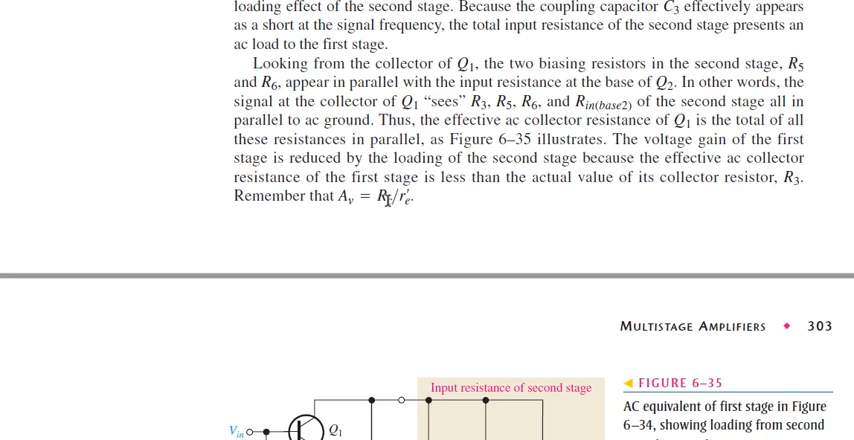 loading effect of the second stage. Because the coupling capacitor C3 effectively appears
as a short at the signal frequency, the total input resistance of the second stage presents an
ac load to the first stage.
Looking from the collector of Q1, the two biasing resistors in the second stage, R5
and R6, appear in parallel with the input resistance at the base of Q2. In other words, the
signal at the collector of Q1 “sees” R3, R5, R6, and Rin(base2) of the second stage all in
parallel to ac ground. Thus, the effective ac collector resistance of Q1 is the total of all
these resistances in parallel, as Figure 6–35 illustrates. The voltage gain of the first
stage is reduced by the loading of the second stage because the effective ac collector
resistance of the first stage is less than the actual value of its collector resistor, R3.
Remember that Av = R/r′e.
MULTISTAGE AMPLIFIERS ◆ 303
Input resistance of second stage
◀ FIGURE 6–35
AC equivalent of first stage in Figure
6–34, showing loading from second
Vin
Q1